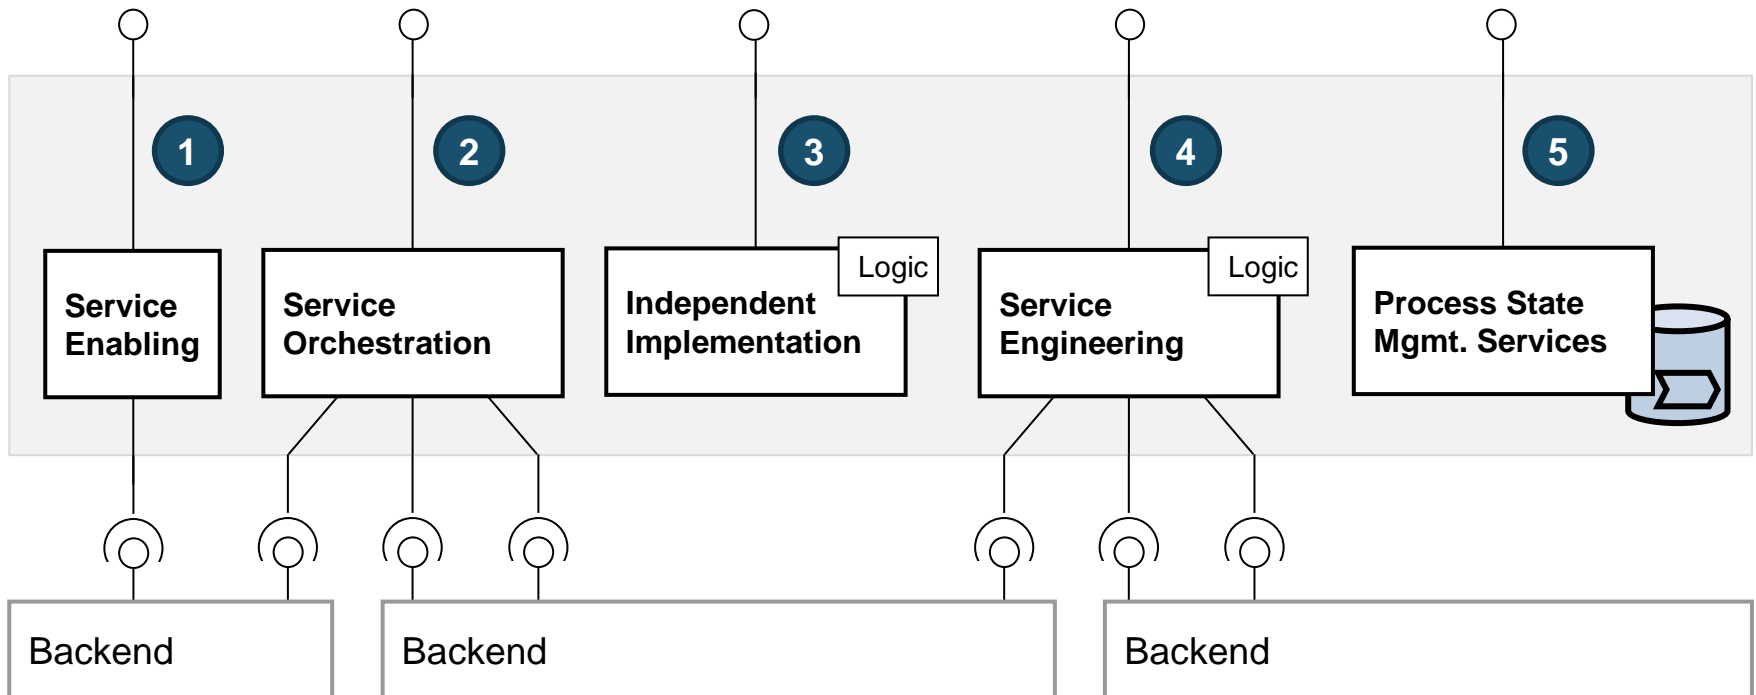 1
2
3
4
5
Service
Enabling
Service
Orchestration
Independent
Implementation
Logic
Service
Engineering
Logic
Process State
Mgmt. Services
Backend
Backend
Backend